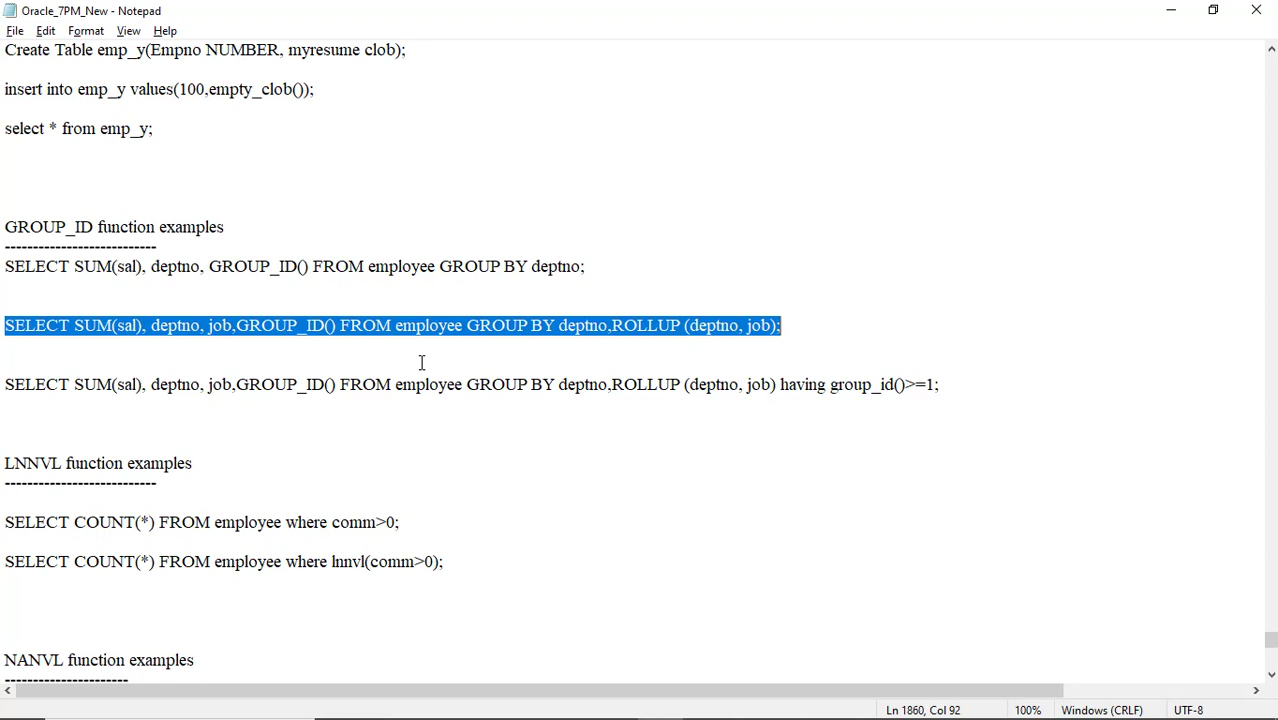 Oracle_7PM_New - Notepad
File Edit Format View Help
Create Table emp_y(Empno NUMBER, myresume clob);
insert into emp_y values(100,empty_clob());
select * from emp_y;
GROUP_ID function examples
---------------------------
SELECT SUM(sal), deptno, GROUP_ID() FROM employee GROUP BY deptno;
SELECT SUM(sal), deptno, job,GROUP_ID() FROM employee GROUP BY deptno,ROLLUP (deptno, job);
SELECT SUM(sal), deptno, job,GROUP_ID() FROM employee GROUP BY deptno,ROLLUP (deptno, job) having group_id()>=1;
LNNVL function examples
---------------------------
SELECT COUNT(*) FROM employee where comm>0;
SELECT COUNT(*) FROM employee where lnnvl(comm>0);
NANVL function examples
----------------------
Ln 1860, Col 92 100% Windows (CRLF) UTF-8